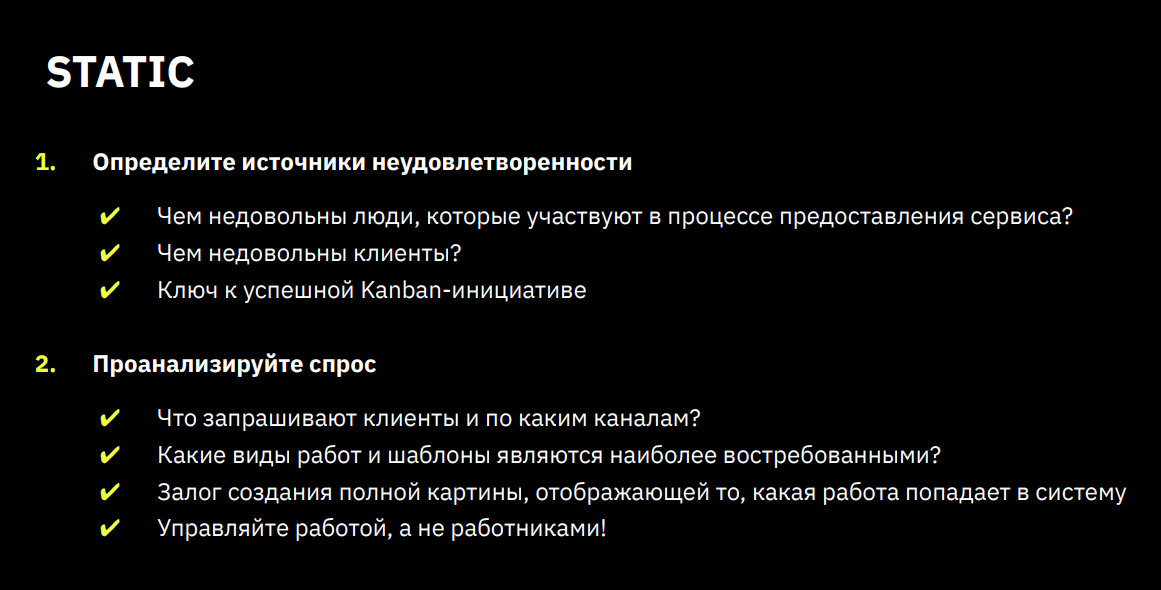 STATIC
1. Определите источники неудовлетворенности
✔ Чем недовольны люди, которые участвуют в процессе предоставления сервиса?
✔ Чем недовольны клиенты?
✔ Ключ к успешной Kanban-инициативе
2. Проанализируйте спрос
✔ Что запрашивают клиенты и по каким каналам?
✔ Какие виды работ и шаблоны являются наиболее востребованными?
✔ Залог создания полной картины, отображающей то, какая работа попадает в систему
✔ Управляйте работой, а не работниками!